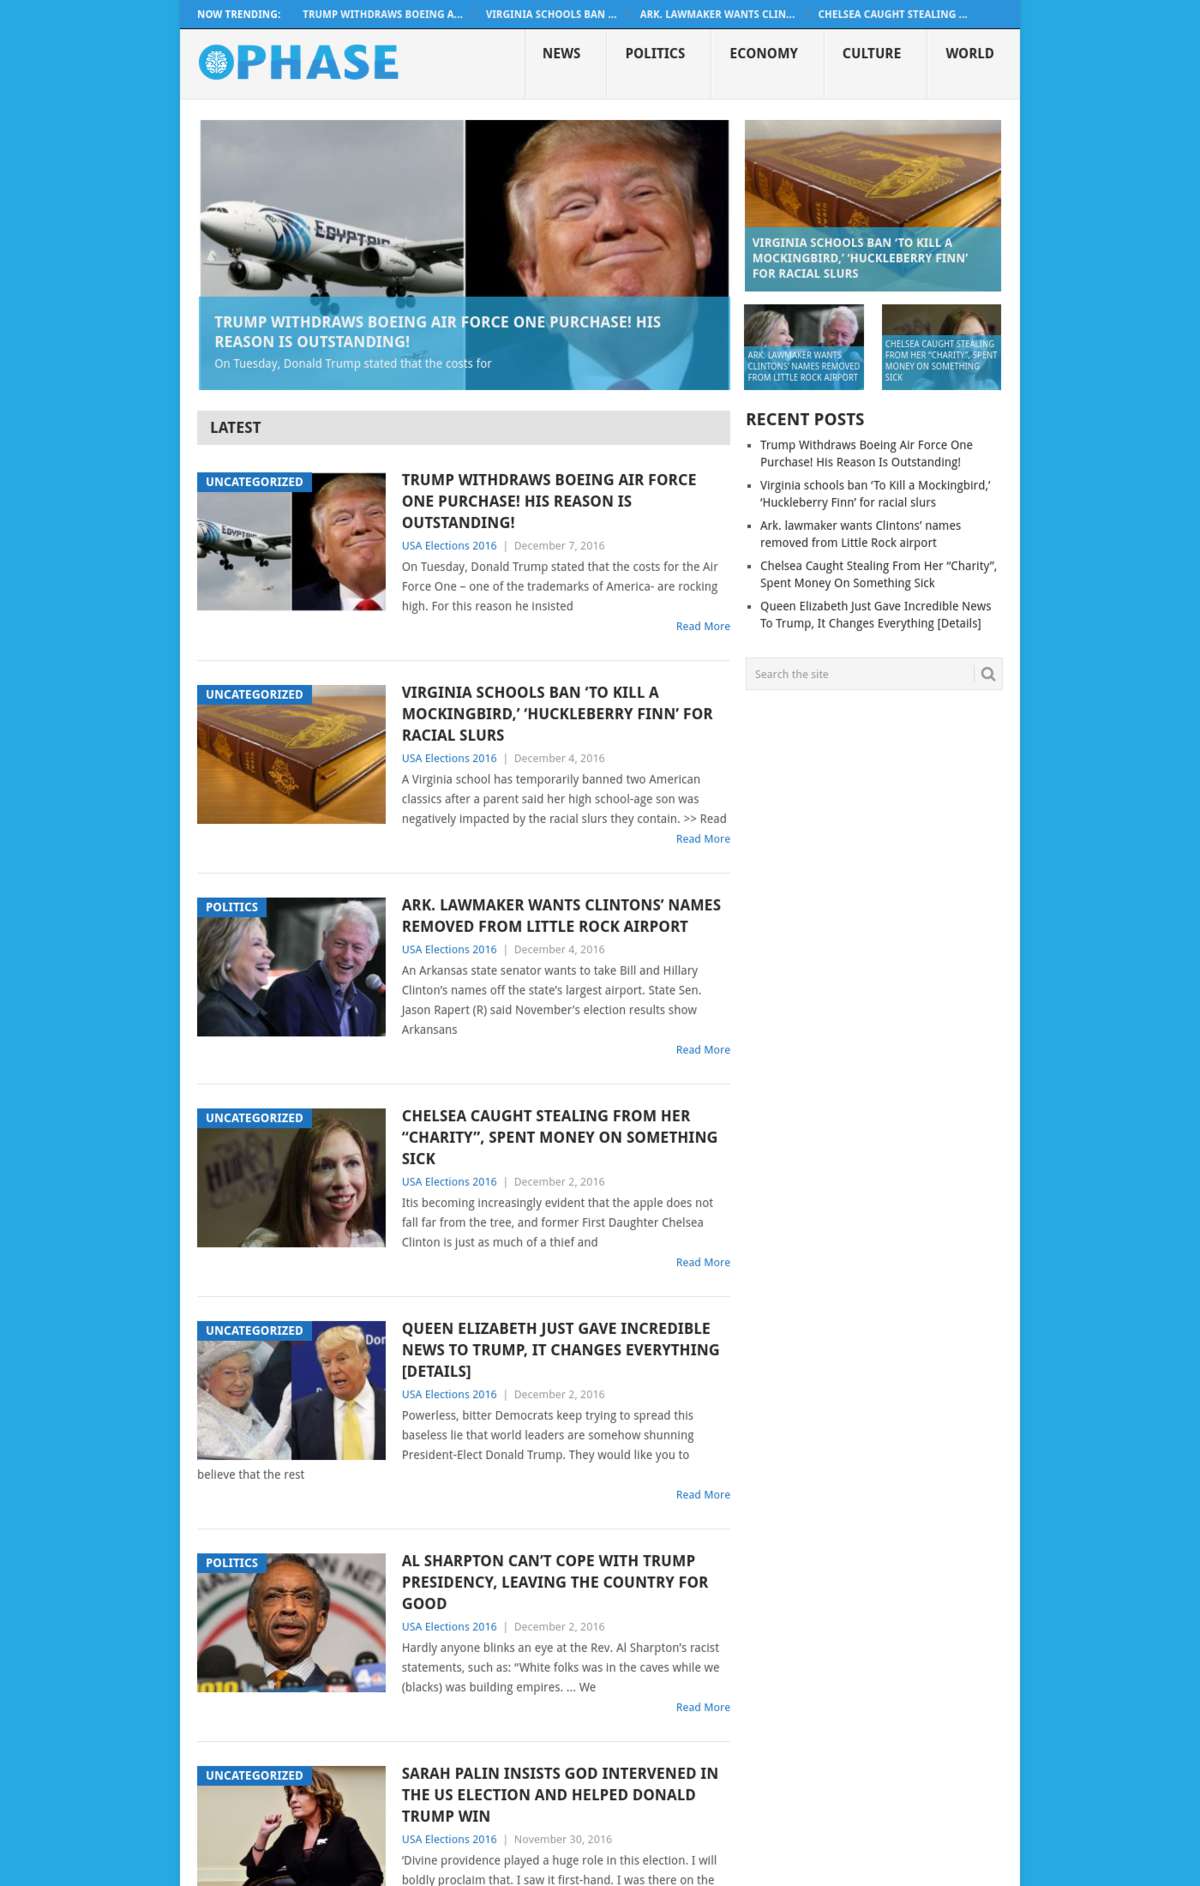 NOW TRENDING: TRUMP WITHDRAWS BOEING A... VIRGINIA SCHOOLS BAN ... ARK. LAWMAKER WANTS CLIN... CHELSEA CAUGHT STEALING ...
PHASE
NEWS POLITICS ECONOMY CULTURE WORLD
EGYPTAIR
TRUMP WITHDRAWS BOEING AIR FORCE ONE PURCHASE! HIS
REASON IS OUTSTANDING!
On Tuesday, Donald Trump stated that the costs for
VIRGINIA SCHOOLS BAN ‘TO KILL A
MOCKINGBIRD,’ ‘HUCKLEBERRY FINN’
FOR RACIAL SLURS
ARK. LAWMAKER WANTS
CLINTONS’ NAMES REMOVED
FROM LITTLE ROCK AIRPORT
CHELSEA CAUGHT STEALING
FROM HER “CHARITY”, SPENT
MONEY ON SOMETHING
SICK
LATEST
UNCATEGORIZED
TRUMP WITHDRAWS BOEING AIR FORCE
ONE PURCHASE! HIS REASON IS
OUTSTANDING!
USA Elections 2016 | December 7, 2016
On Tuesday, Donald Trump stated that the costs for the Air
Force One – one of the trademarks of America- are rocking
high. For this reason he insisted
Read More
UNCATEGORIZED
VIRGINIA SCHOOLS BAN ‘TO KILL A
MOCKINGBIRD,’ ‘HUCKLEBERRY FINN’ FOR
RACIAL SLURS
USA Elections 2016 | December 4, 2016
A Virginia school has temporarily banned two American
classics after a parent said her high school-age son was
negatively impacted by the racial slurs they contain. >> Read
Read More
POLITICS
ARK. LAWMAKER WANTS CLINTONS’ NAMES
REMOVED FROM LITTLE ROCK AIRPORT
USA Elections 2016 | December 4, 2016
An Arkansas state senator wants to take Bill and Hillary
Clinton’s names off the state’s largest airport. State Sen.
Jason Rapert (R) said November’s election results show
Arkansans
Read More
UNCATEGORIZED
CHELSEA CAUGHT STEALING FROM HER
“CHARITY”, SPENT MONEY ON SOMETHING
SICK
USA Elections 2016 | December 2, 2016
Itis becoming increasingly evident that the apple does not
fall far from the tree, and former First Daughter Chelsea
Clinton is just as much of a thief and
Read More
UNCATEGORIZED
QUEEN ELIZABETH JUST GAVE INCREDIBLE
NEWS TO TRUMP, IT CHANGES EVERYTHING
[DETAILS]
USA Elections 2016 | December 2, 2016
Powerless, bitter Democrats keep trying to spread this
baseless lie that world leaders are somehow shunning
President-Elect Donald Trump. They would like you to
believe that the rest
Read More
POLITICS
AL SHARPTON CAN’T COPE WITH TRUMP
PRESIDENCY, LEAVING THE COUNTRY FOR
GOOD
USA Elections 2016 | December 2, 2016
Hardly anyone blinks an eye at the Rev. Al Sharpton’s racist
statements, such as: “White folks was in the caves while we
(blacks) was building empires. ... We
Read More
UNCATEGORIZED
SARAH PALIN INSISTS GOD INTERVENED IN
THE US ELECTION AND HELPED DONALD
TRUMP WIN
USA Elections 2016 | November 30, 2016
‘Divine providence played a huge role in this election. I will
boldly proclaim that. I saw it first-hand. I was there on the
RECENT POSTS
Trump Withdraws Boeing Air Force One
Purchase! His Reason Is Outstanding!
Virginia schools ban ‘To Kill a Mockingbird,’
‘Huckleberry Finn’ for racial slurs
Ark. lawmaker wants Clintons’ names
removed from Little Rock airport
Chelsea Caught Stealing From Her “Charity”,
Spent Money On Something Sick
Queen Elizabeth Just Gave Incredible News
To Trump, It Changes Everything [Details]
Search the site